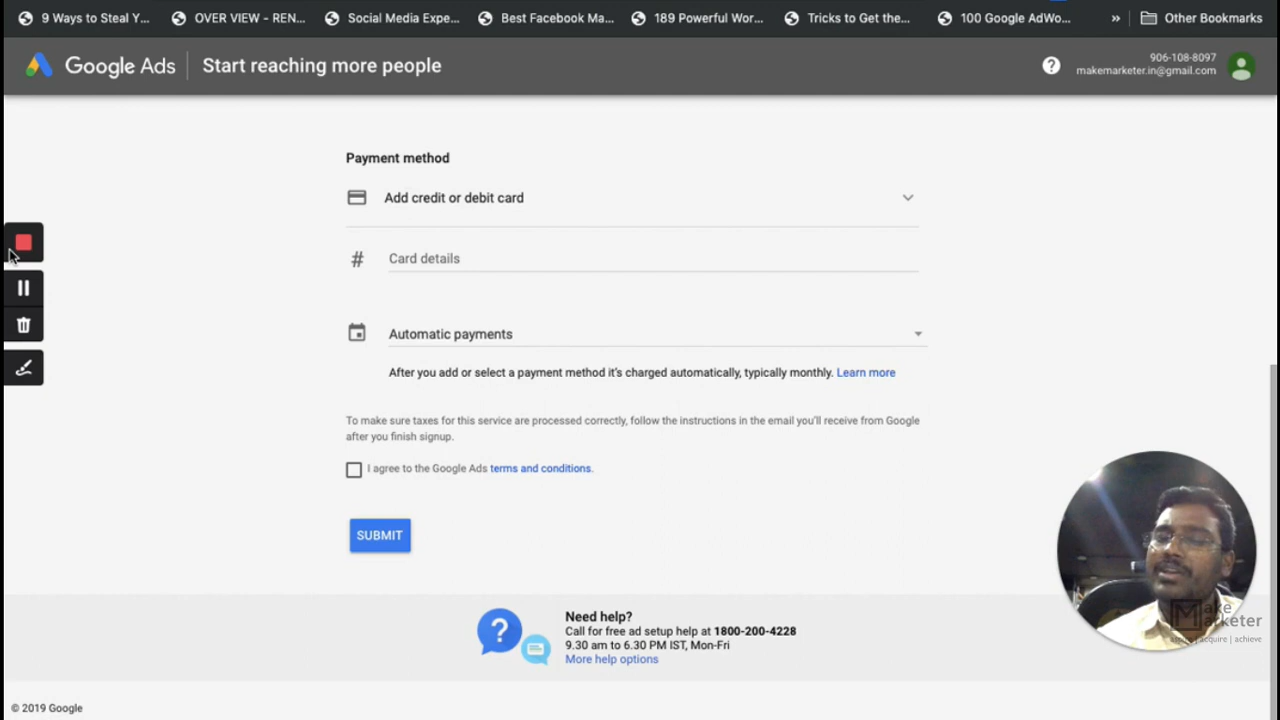 9 Ways to Steal Y...
OVER VIEW - REN...
Social Media Expe...
Best Facebook Ma...
189 Powerful Wor...
Tricks to Get the...
100 Google AdWo...
»
Other Bookmarks
Google Ads
Start reaching more people
906-108-8097
makemarketer.in@gmail.com
Payment method
Add credit or debit card
# Card details
Automatic payments
After you add or select a payment method it's charged automatically, typically monthly. Learn more
To make sure taxes for this service are processed correctly, follow the instructions in the email you'll receive from Google
after you finish signup.
I agree to the Google Ads terms and conditions.
SUBMIT
Need help?
Call for free ad setup help at 1800-200-4228
9.30 am to 6.30 PM IST, Mon-Fri
More help options
Make
Marketer
aspire | acquire | achieve
© 2019 Google